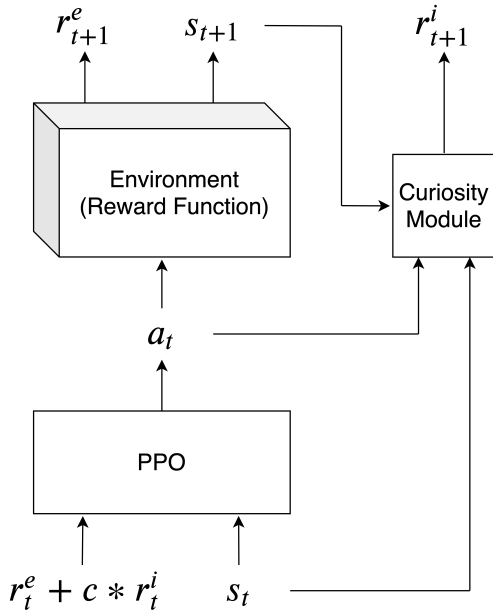 r^e_{t+1}
s_{t+1}
r^i_{t+1}
Environment
(Reward Function)
Curiosity
Module
a_t
PPO
r^e_t + c * r^i_t
s_t